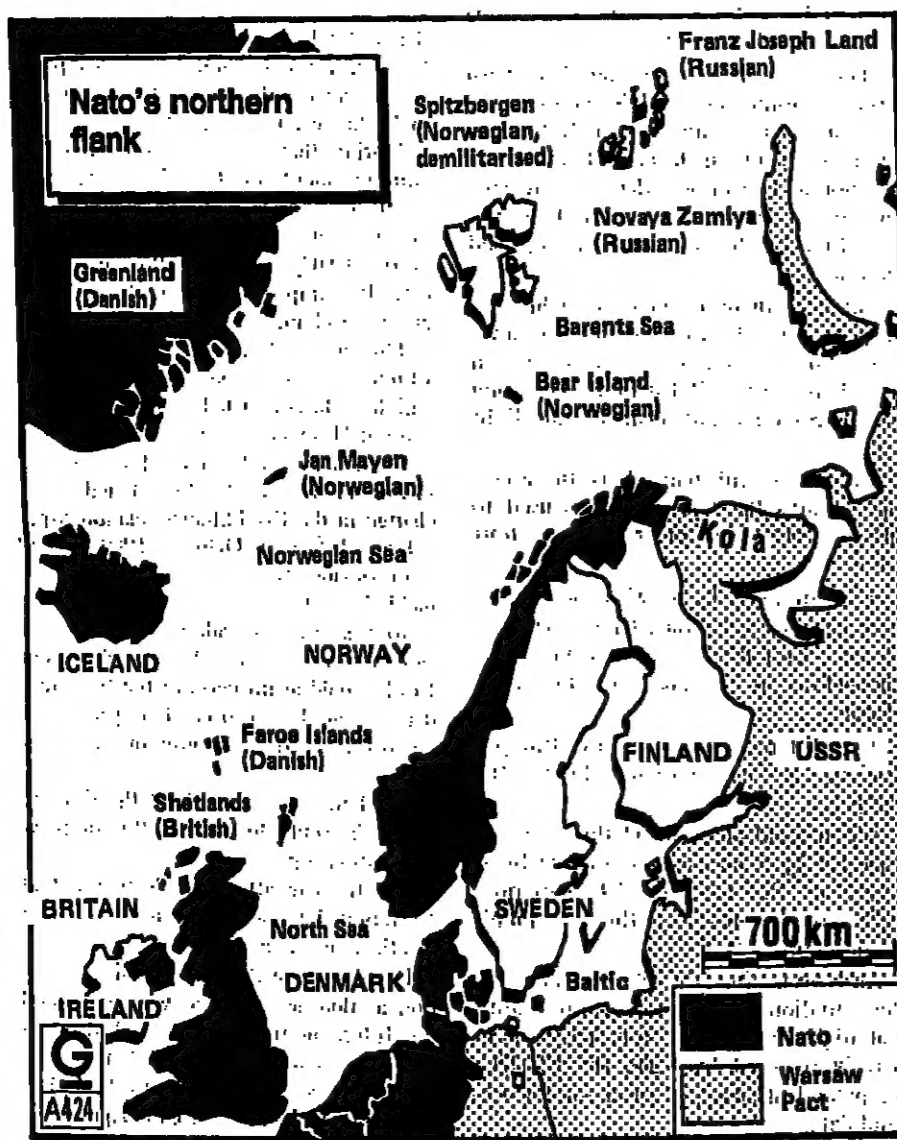 Nato's northern
flank
Franz Joseph Land
(Russian)
Spitzbergen
(Norwegian,
demilitarised)
Novaya Zemlya
(Russian)
Greenland
(Danish)
Barents Sea
Bear Island
(Norwegian)
Jan Mayen
(Norwegian)
Kola
Norwegian Sea
ICELAND
NORWAY
Faroe Islands
(Danish)
FINLAND
USSR
Shetlands
(British)
BRITAIN
SWEDEN
North Sea
700km
DENMARK
Baltic
IRELAND
G
A424
Nato
Warsaw
Pact